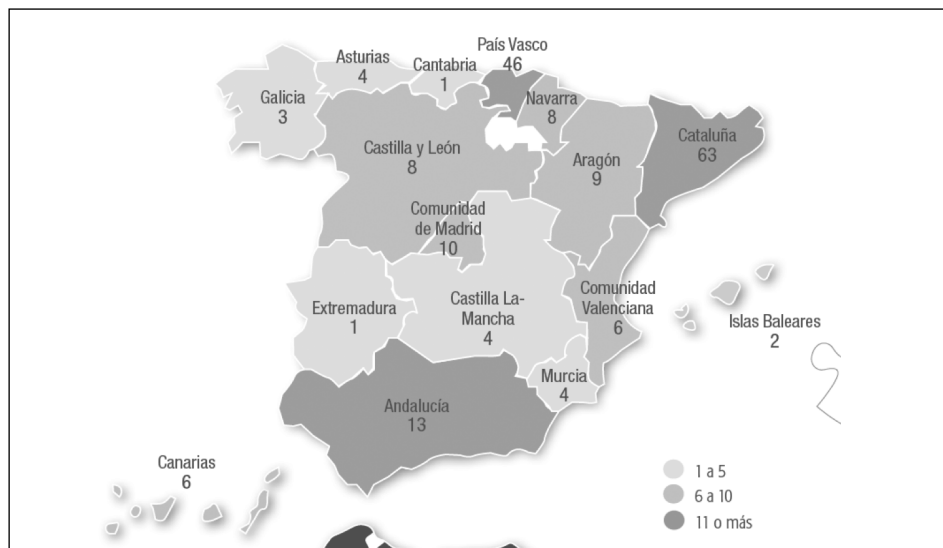 País Vasco
46
Asturias
4
Cantabria
1
Galicia
3
Navarra
8
Cataluña
63
Castilla y León
8
Aragón
9
Comunidad
de Madrid
10
Extremadura
1
Castilla La-
Mancha
4
Comunidad
Valenciana
6
Islas Baleares
2
Murcia
4
Andalucía
13
Canarias
6
1 a 5
6 a 10
11 o más